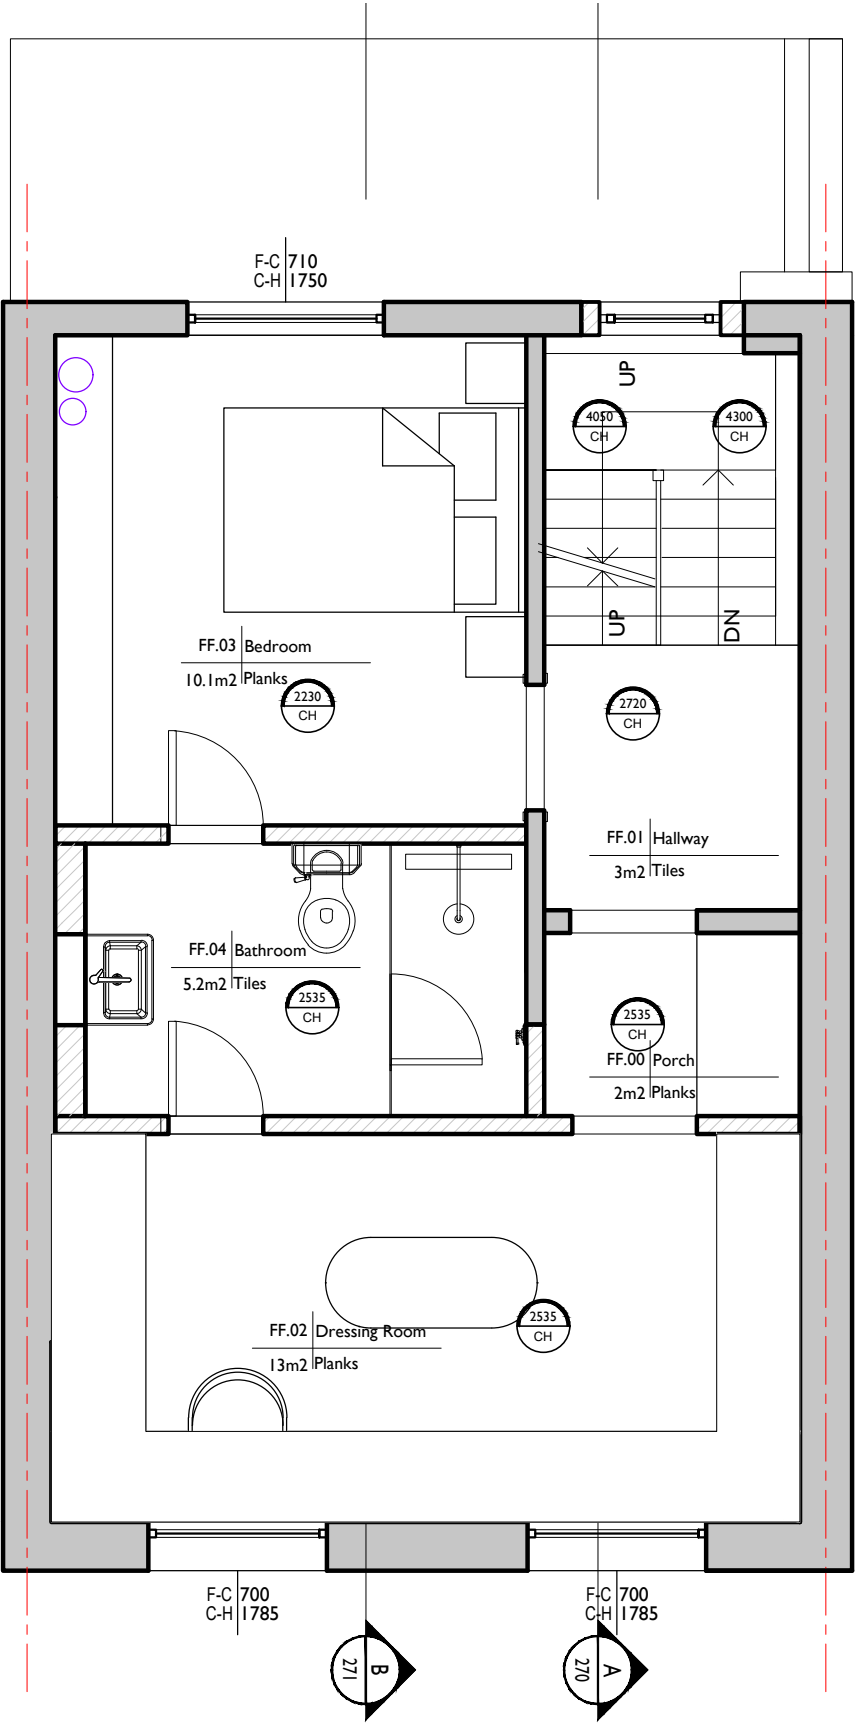 F-C 710
C-H 1750
UP
4050
CH
4300
CH
UP
DN
FF.03 Bedroom
10.1m2 Planks
2230
CH
2720
CH
FF.01 Hallway
3m2 Tiles
FF.04 Bathroom
5.2m2 Tiles
2535
CH
2535
CH
FF.00 Porch
2m2 Planks
FF.02 Dressing Room
13m2 Planks
2535
CH
F-C 700
C-H 1785
F-C 700
C-H 1785
B
271
A
270